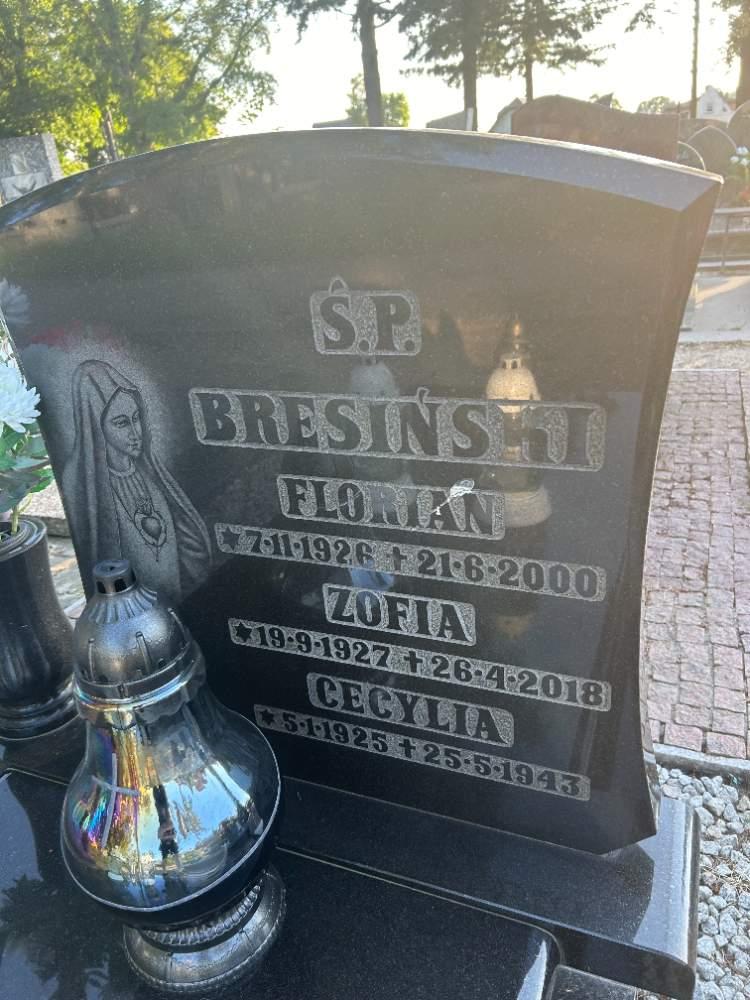 Ś.P.
BRESIŃSKI
FLORIAN
★7·11·1926 ✝21·6·2000
ZOFIA
★19·9·1927 ✝26·4·2018
CECYLIA
★5·1·1925 ✝25·5·1943